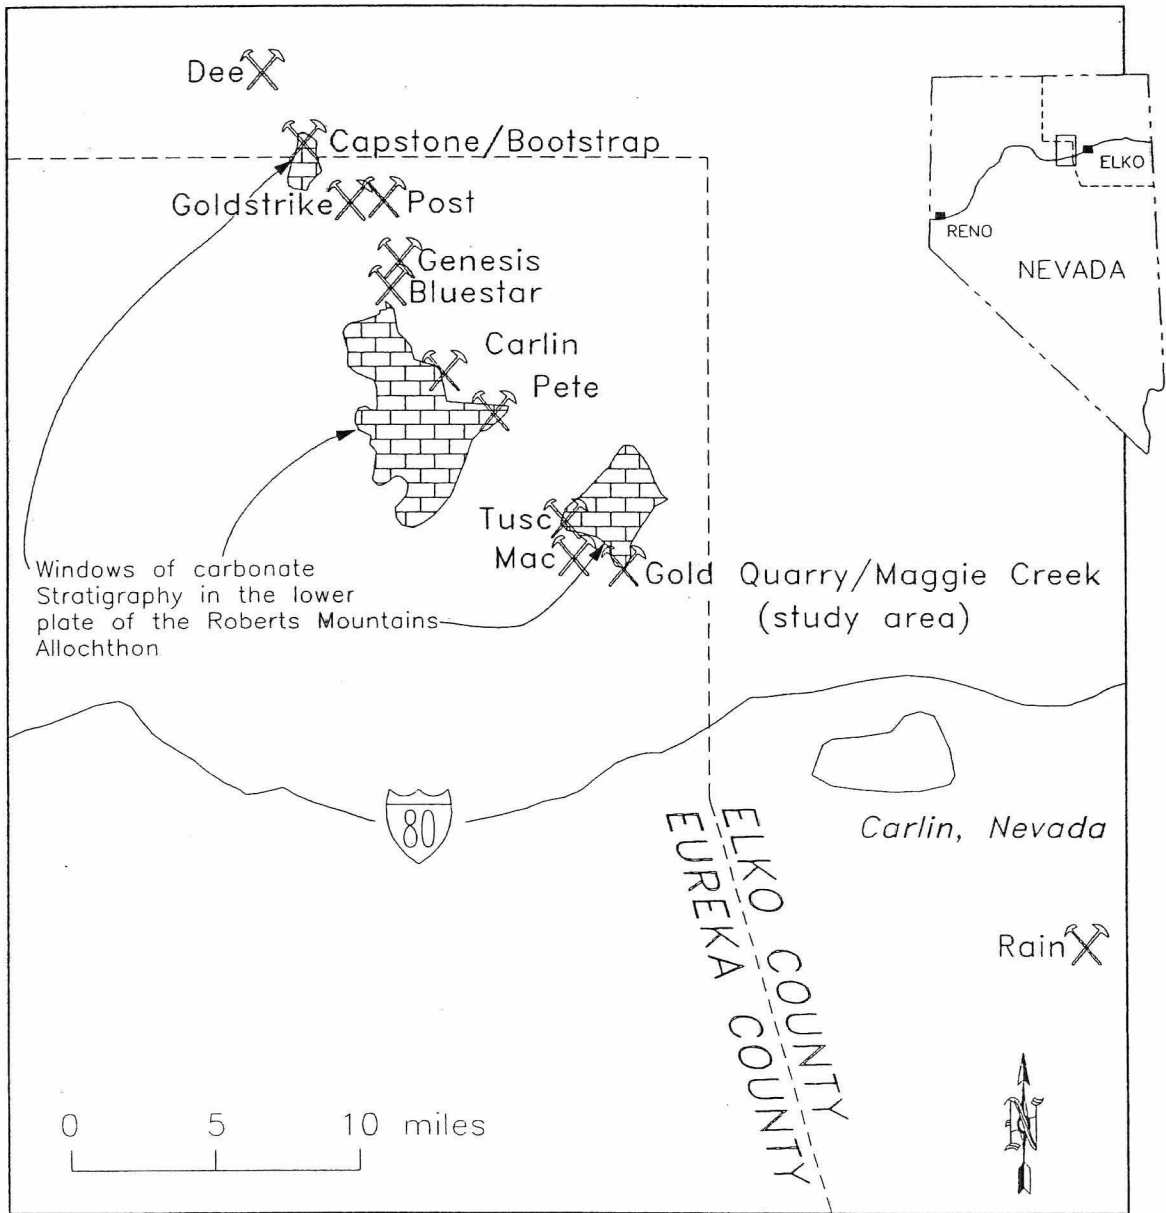 Dee
Capstone/Bootstrap
Goldstrike
Post
Genesis
Bluestar
Carlin
Pete
Tusc
Mac
Gold Quarry/Maggie Creek
(study area)
Windows of carbonate
Stratigraphy in the lower
plate of the Roberts Mountains
Allochthon
ELKO
RENO
NEVADA
80
Carlin, Nevada
ELKO COUNTY
EUREKA COUNTY
Rain
0 5 10 miles
N